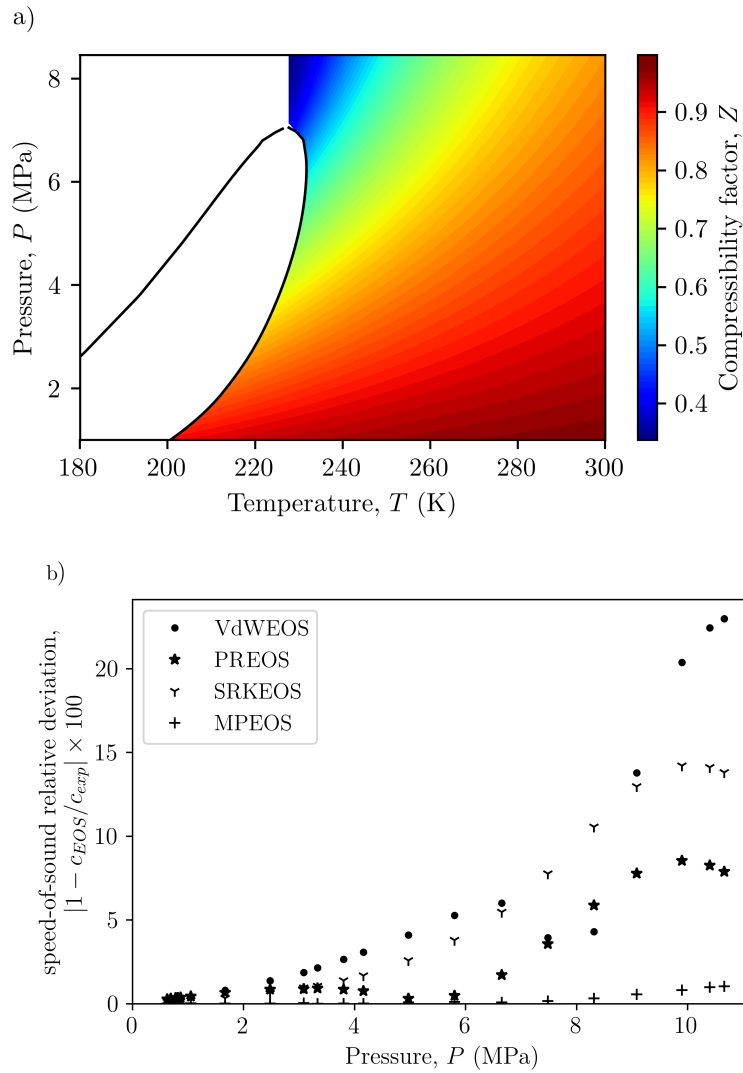 a)
8
6
4
2
Pressure, P (MPa)
180 200 220 240 260 280 300
Temperature, T (K)
0.9
0.8
0.7
0.6
0.5
0.4
Compressibility factor, Z
b)
speed-of-sound relative deviation,
|1 − c_EOS/c_exp| × 100
20
15
10
5
0
VdWEOS
PREOS
SRKEOS
MPEOS
0 2 4 6 8 10
Pressure, P (MPa)